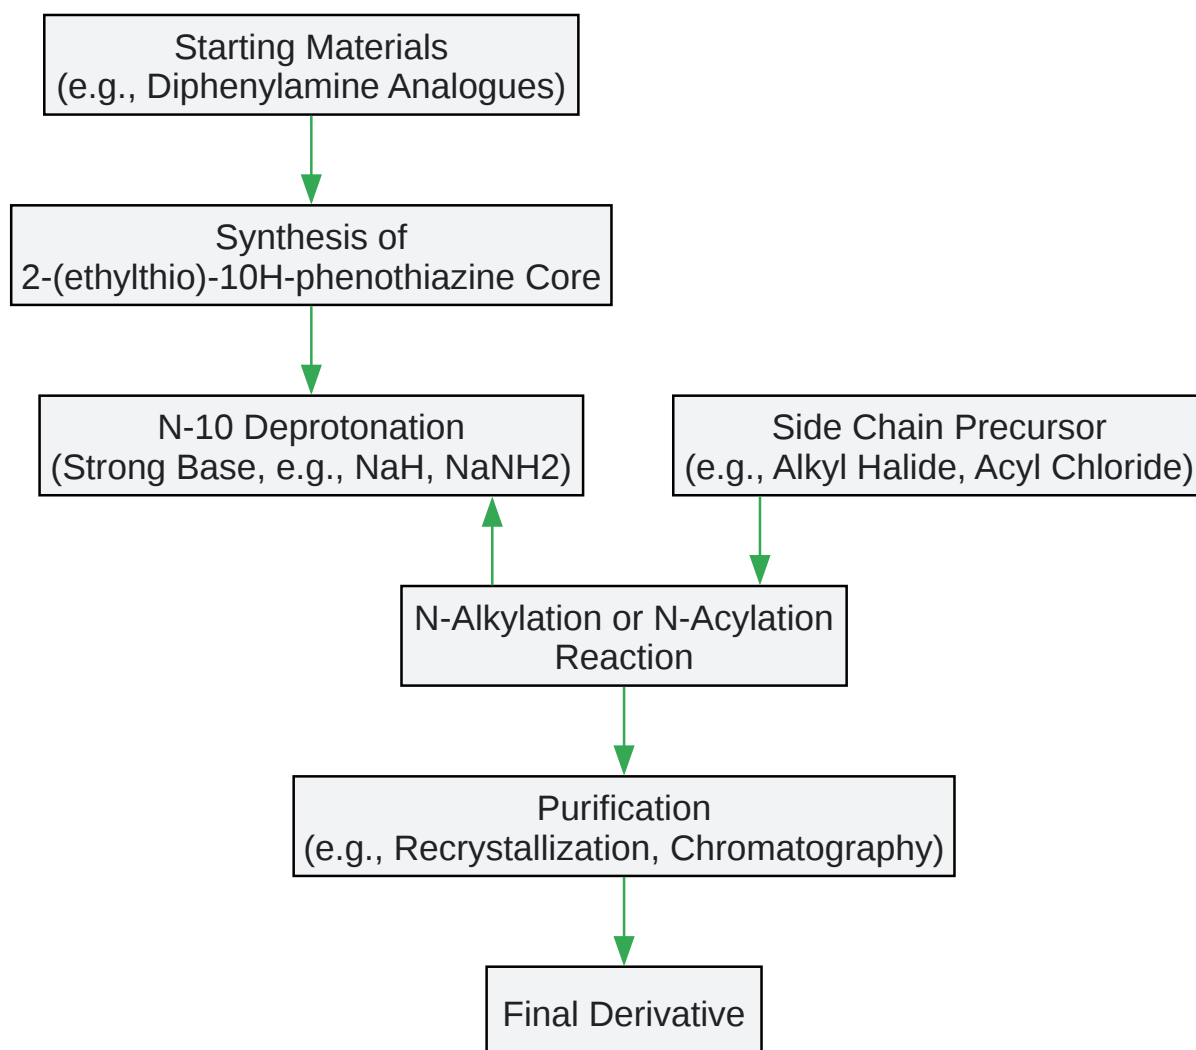 Starting Materials
(e.g., Diphenylamine Analogues)
Synthesis of
2-(ethylthio)-10H-phenothiazine Core
N-10 Deprotonation
(Strong Base, e.g., NaH, NaNH2)
Side Chain Precursor
(e.g., Alkyl Halide, Acyl Chloride)
N-Alkylation or N-Acylation
Reaction
Purification
(e.g., Recrystallization, Chromatography)
Final Derivative